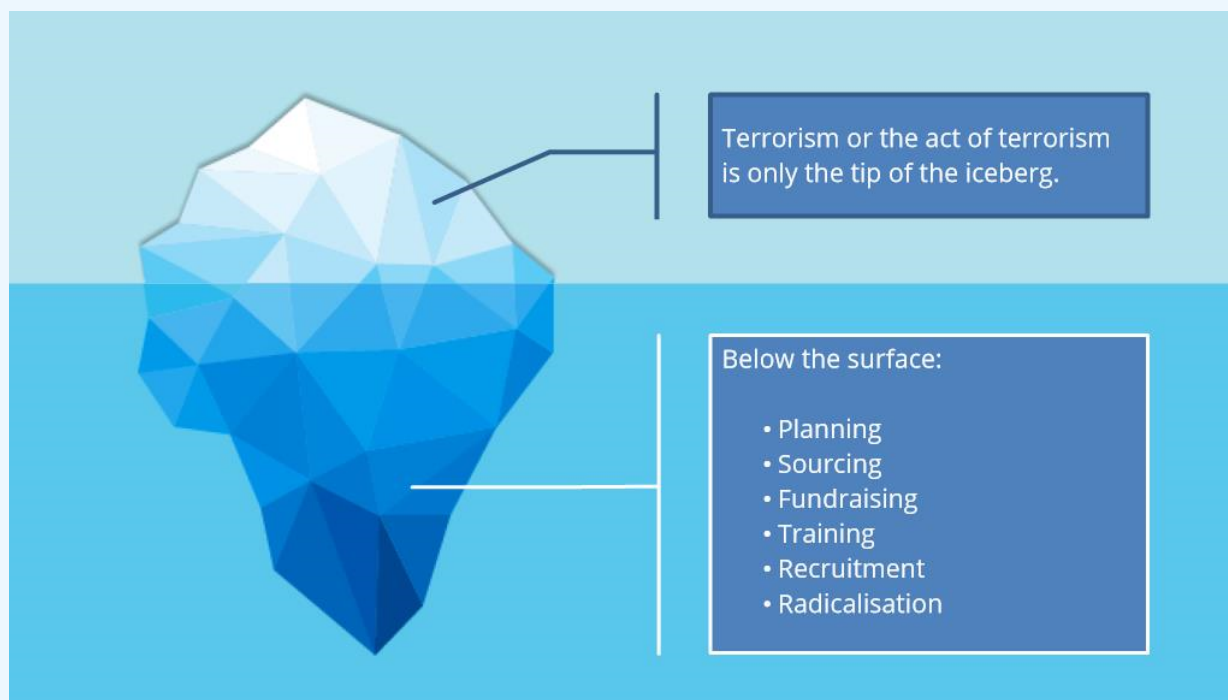 Terrorism or the act of terrorism
is only the tip of the iceberg.
Below the surface:
• Planning
• Sourcing
• Fundraising
• Training
• Recruitment
• Radicalisation